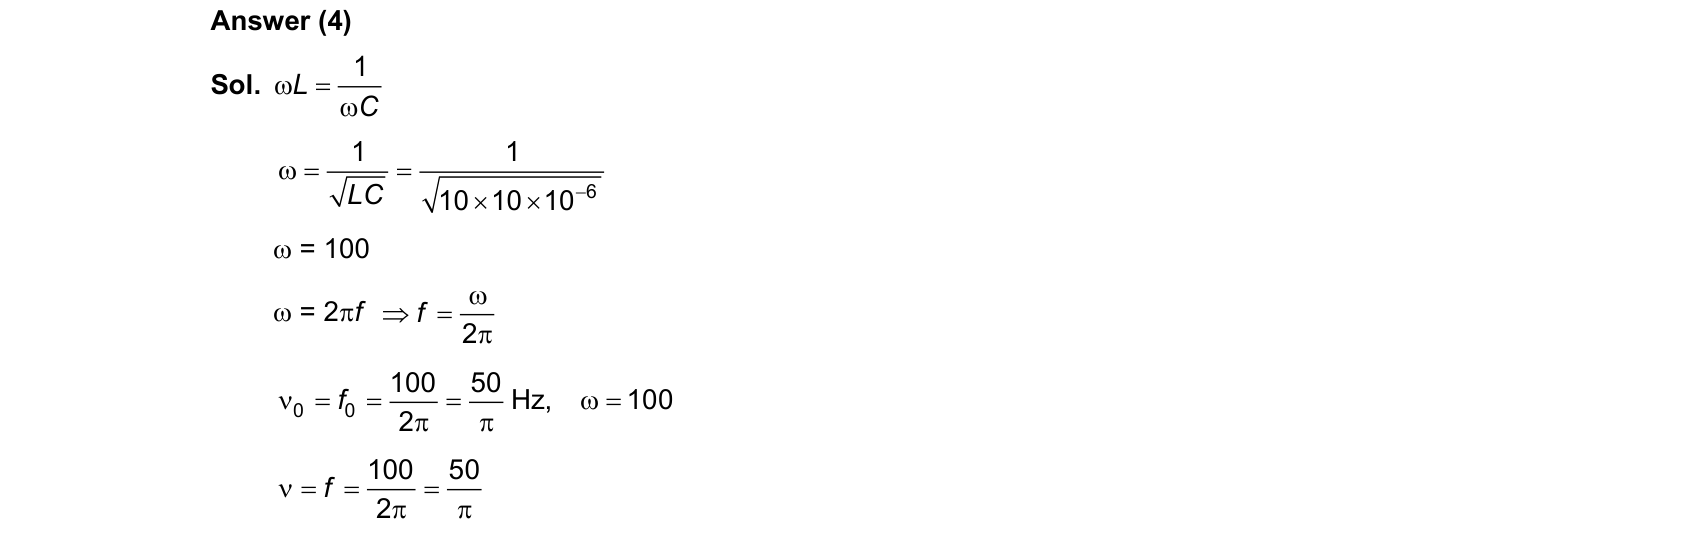 Answer (4)
Sol. ωL = 1/(ωC)
ω = 1/√(LC) = 1/√(10×10×10⁻⁶)
ω = 100
ω = 2πf ⇒ f = ω/(2π)
ν₀ = f₀ = 100/(2π) = 50/π Hz, ω = 100
ν = f = 100/(2π) = 50/π